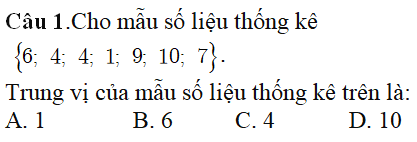 Câu 1.Cho mẫu số liệu thống kê
{6; 4; 4; 1; 9; 10; 7}.
Trung vị của mẫu số liệu thống kê trên là:
A. 1 B. 6 C. 4 D. 10